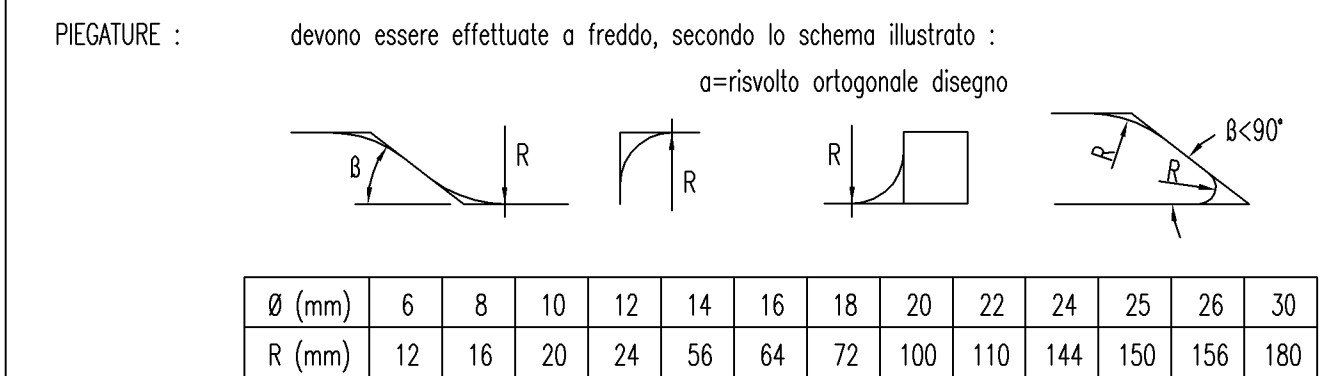 PIEGATURE : devono essere effettuate a freddo, secondo lo schema illustrato :
a=risvolto ortogonale disegno
ß R R R R R ß<90°
Ø (mm) 6 8 10 12 14 16 18 20 22 24 25 26 30
R (mm) 12 16 20 24 56 64 72 100 110 144 150 156 180